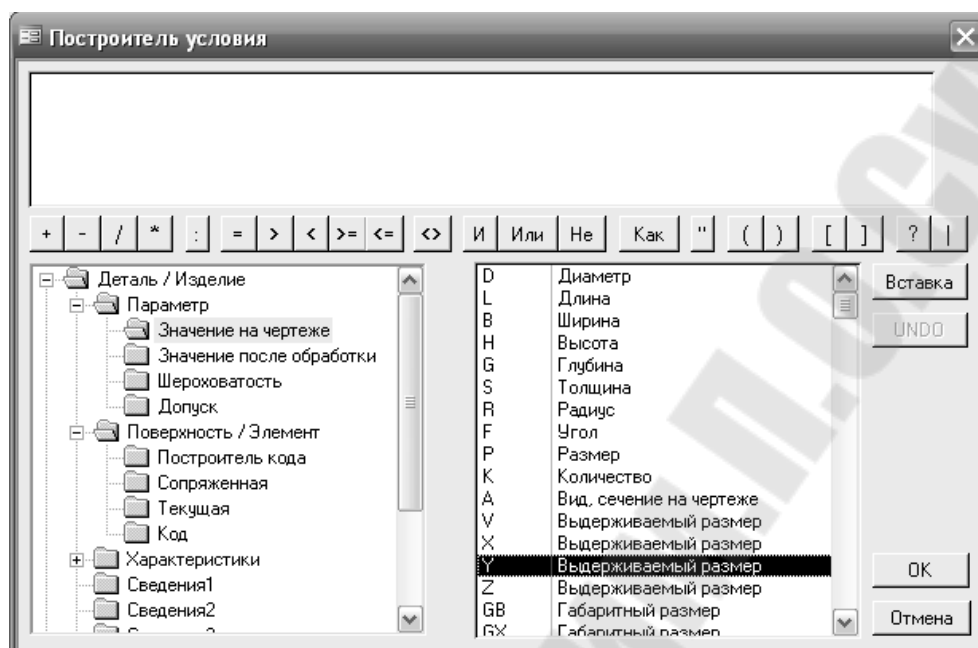 Построитель условия
+ - / * : = > < >= <= <> И Или Не Как " ( ) [ ] ? |
Деталь / Изделие
Параметр
Значение на чертеже
Значение после обработки
Шероховатость
Допуск
Поверхность / Элемент
Построитель кода
Сопряженная
Текущая
Код
Характеристики
Сведения1
Сведения2
D Диаметр
L Длина
B Ширина
H Высота
G Глубина
S Толщина
R Радиус
F Угол
P Размер
K Количество
A Вид, сечение на чертеже
V Выдерживаемый размер
X Выдерживаемый размер
Y Выдерживаемый размер
Z Выдерживаемый размер
GB Габаритный размер
GX Габаритный размер
Вставка
UNDO
OK
Отмена